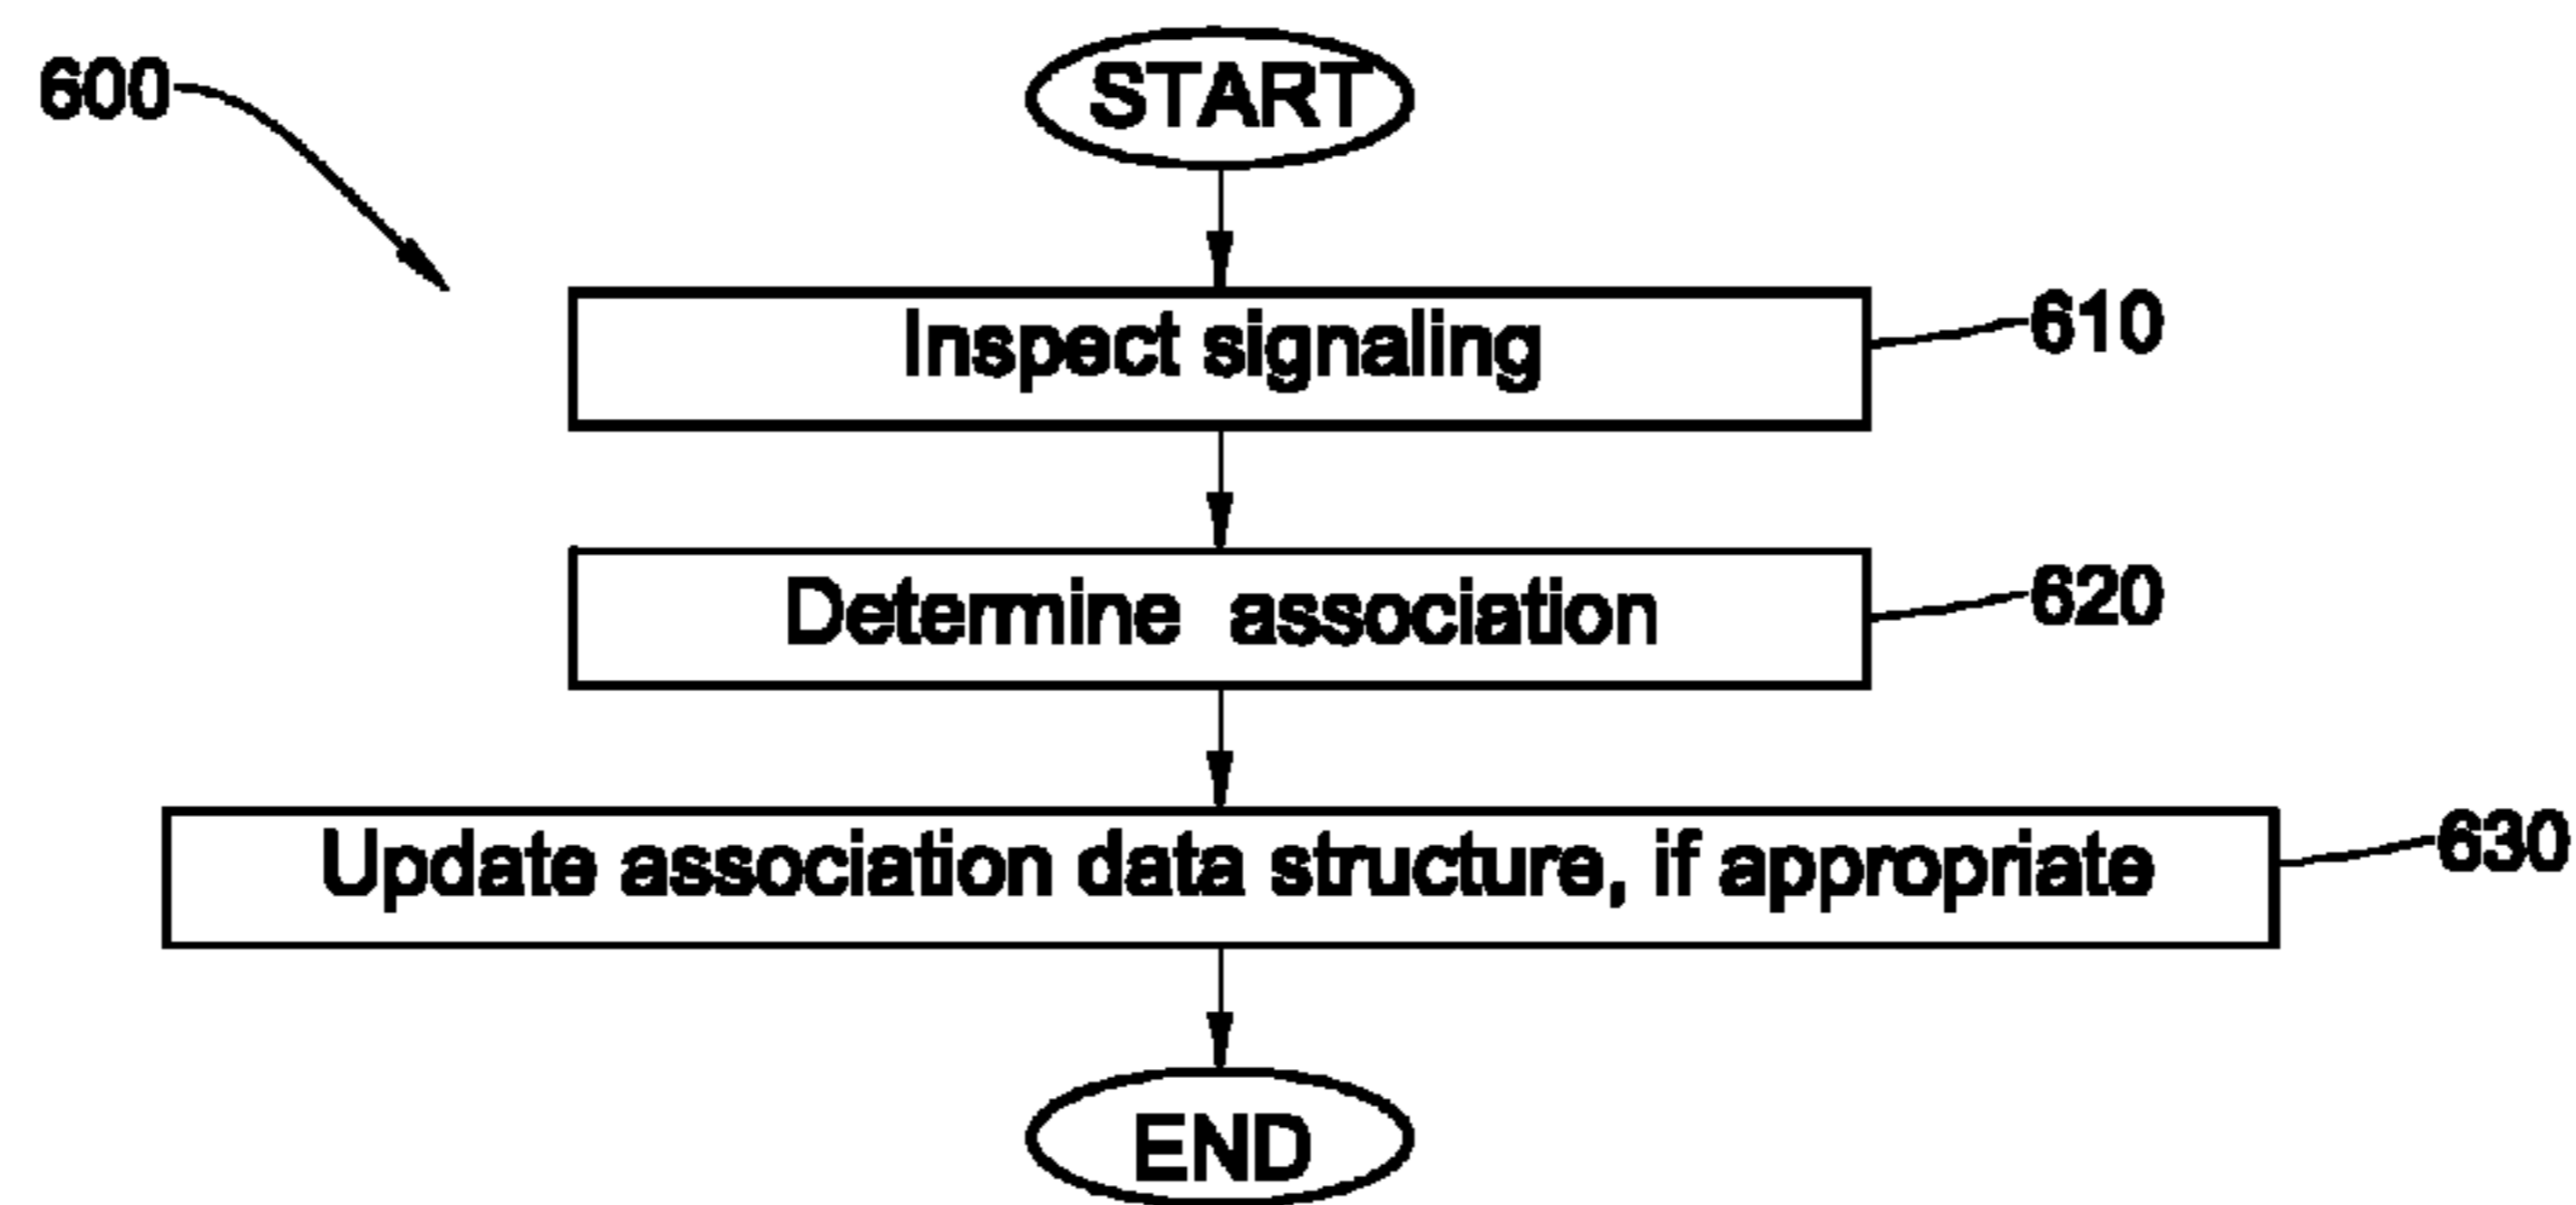 600
START
Inspect signaling
610
Determine association
620
Update association data structure, if appropriate
630
END